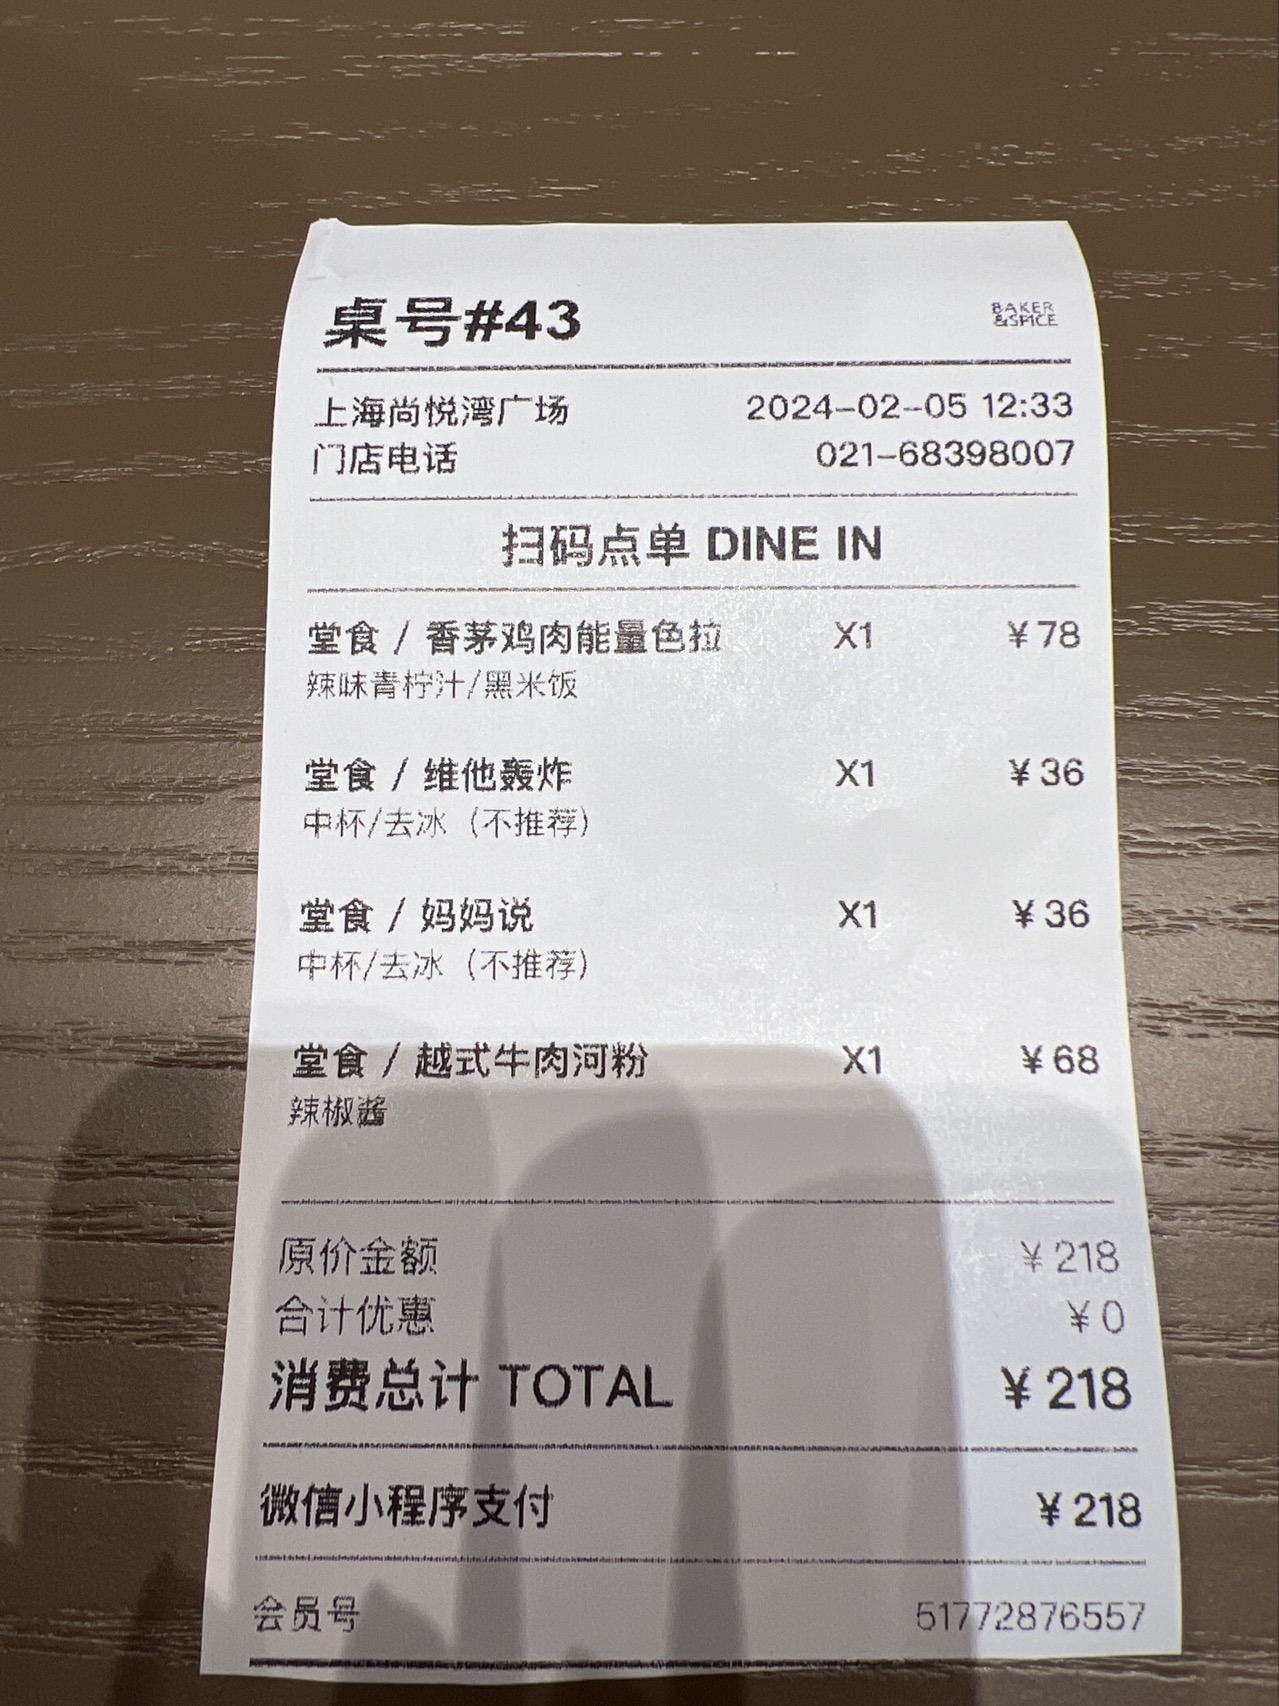 桌号#43
BAKER
&SPICE
上海尚悦湾广场 2024-02-05 12:33
门店电话 021-68398007
扫码点单 DINE IN
堂食 / 香茅鸡肉能量色拉 X1 ¥78
辣味青柠汁/黑米饭
堂食 / 维他轰炸 X1 ¥36
中杯/去冰（不推荐）
堂食 / 妈妈说 X1 ¥36
中杯/去冰（不推荐）
堂食 / 越式牛肉河粉 X1 ¥68
辣椒酱
原价金额 ¥218
合计优惠 ¥0
消费总计 TOTAL ¥218
微信小程序支付 ¥218
会员号 51772876557